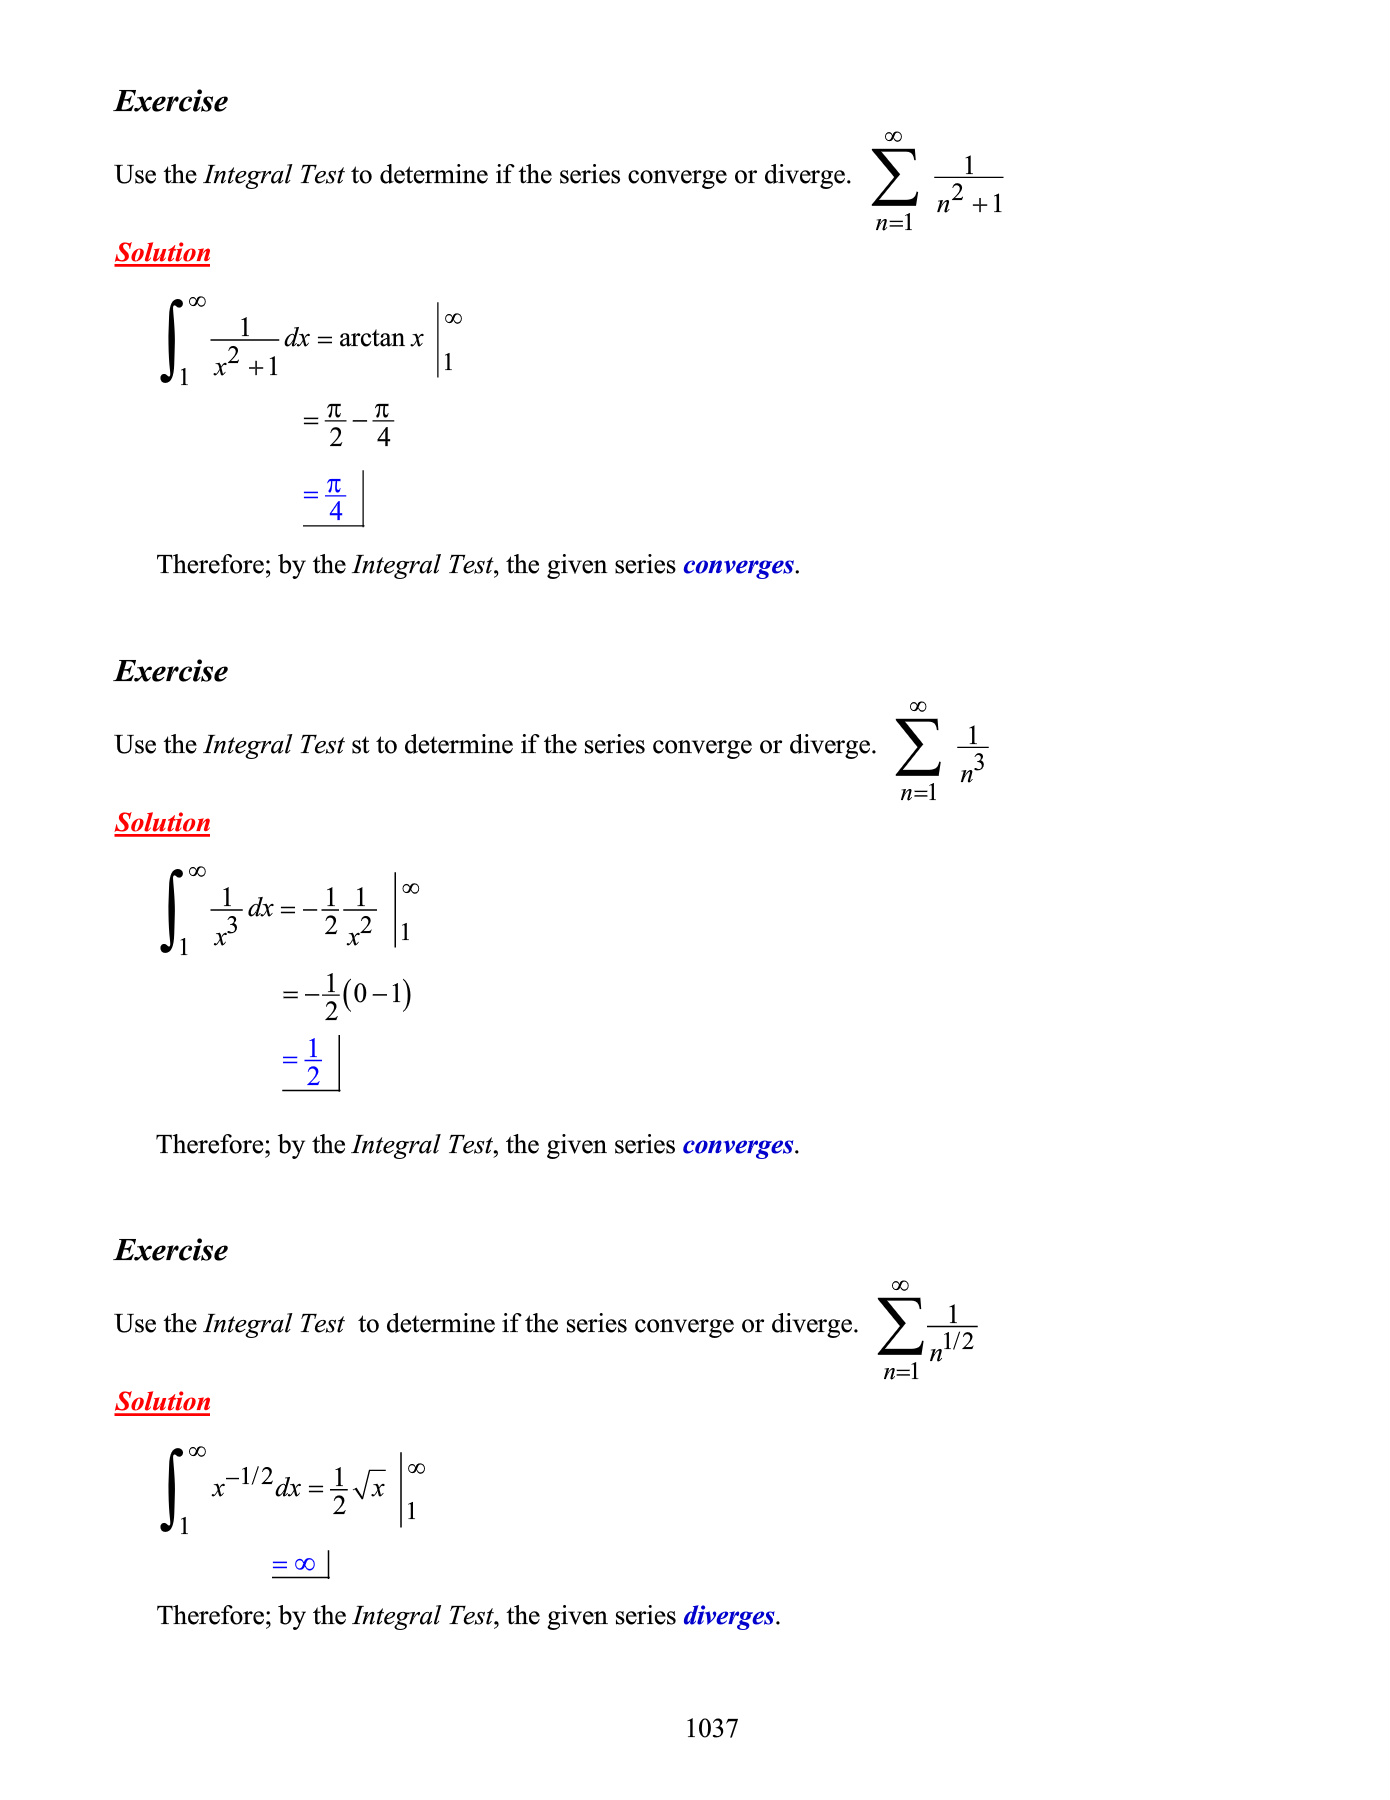 Exercise
Use the Integral Test to determine if the series converge or diverge. $\sum_{n=1}^{\infty} \frac{1}{n^2+1}$
Solution
$\int_1^{\infty} \frac{1}{x^2+1} dx = \arctan x \Big|_1^{\infty}$
$= \frac{\pi}{2} - \frac{\pi}{4}$
$= \frac{\pi}{4}$
Therefore; by the Integral Test, the given series converges.
Exercise
Use the Integral Test st to determine if the series converge or diverge. $\sum_{n=1}^{\infty} \frac{1}{n^3}$
Solution
$\int_1^{\infty} \frac{1}{x^3} dx = -\frac{1}{2} \frac{1}{x^2} \Big|_1^{\infty}$
$= -\frac{1}{2}(0-1)$
$= \frac{1}{2}$
Therefore; by the Integral Test, the given series converges.
Exercise
Use the Integral Test to determine if the series converge or diverge. $\sum_{n=1}^{\infty} \frac{1}{n^{1/2}}$
Solution
$\int_1^{\infty} x^{-1/2} dx = \frac{1}{2} \sqrt{x} \Big|_1^{\infty}$
$= \infty$
Therefore; by the Integral Test, the given series diverges.
1037